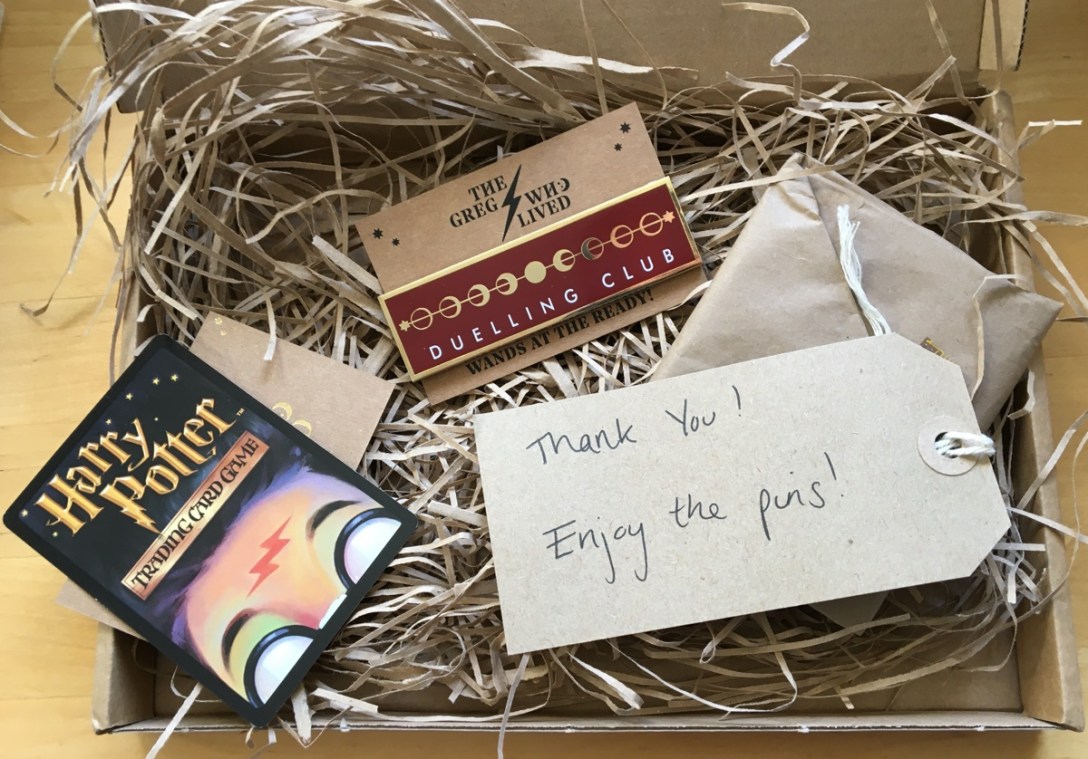 THE
GREG WHO
LIVED
DUELLING CLUB
WANDS AT THE READY!
Harry
Potter™
TRADING CARD GAME
Thank You!
Enjoy the pins!